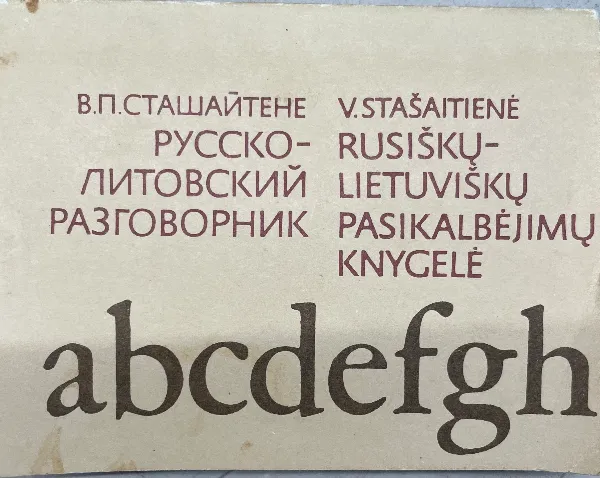 В.П.СТАШАЙТЕНЕ
РУССКО-
ЛИТОВСКИЙ
РАЗГОВОРНИК
V.STAŠAITIENĖ
RUSIŠKŲ-
LIETUVIŠKŲ
PASIKALBĖJIMŲ
KNYGELĖ
abcdefgh